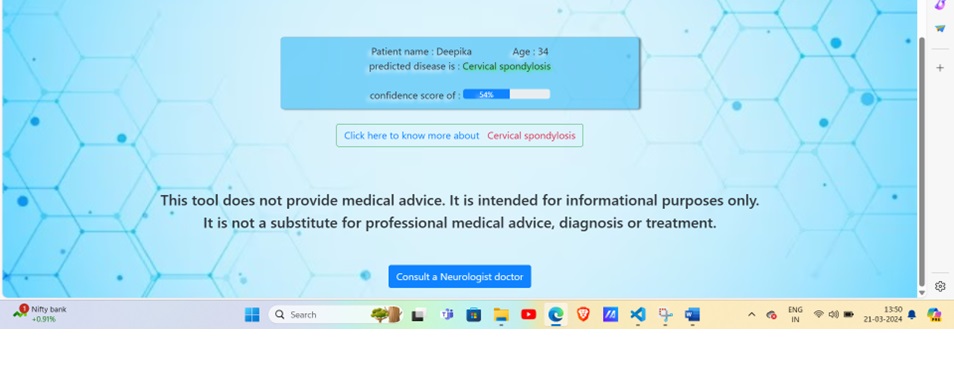 Patient name : Deepika Age : 34
predicted disease is : Cervical spondylosis
confidence score of : 54%
Click here to know more about Cervical spondylosis
This tool does not provide medical advice. It is intended for informational purposes only.
It is not a substitute for professional medical advice, diagnosis or treatment.
Consult a Neurologist doctor
1
Nifty bank
+0.91%
Search
ENG
IN
13:50
21-03-2024